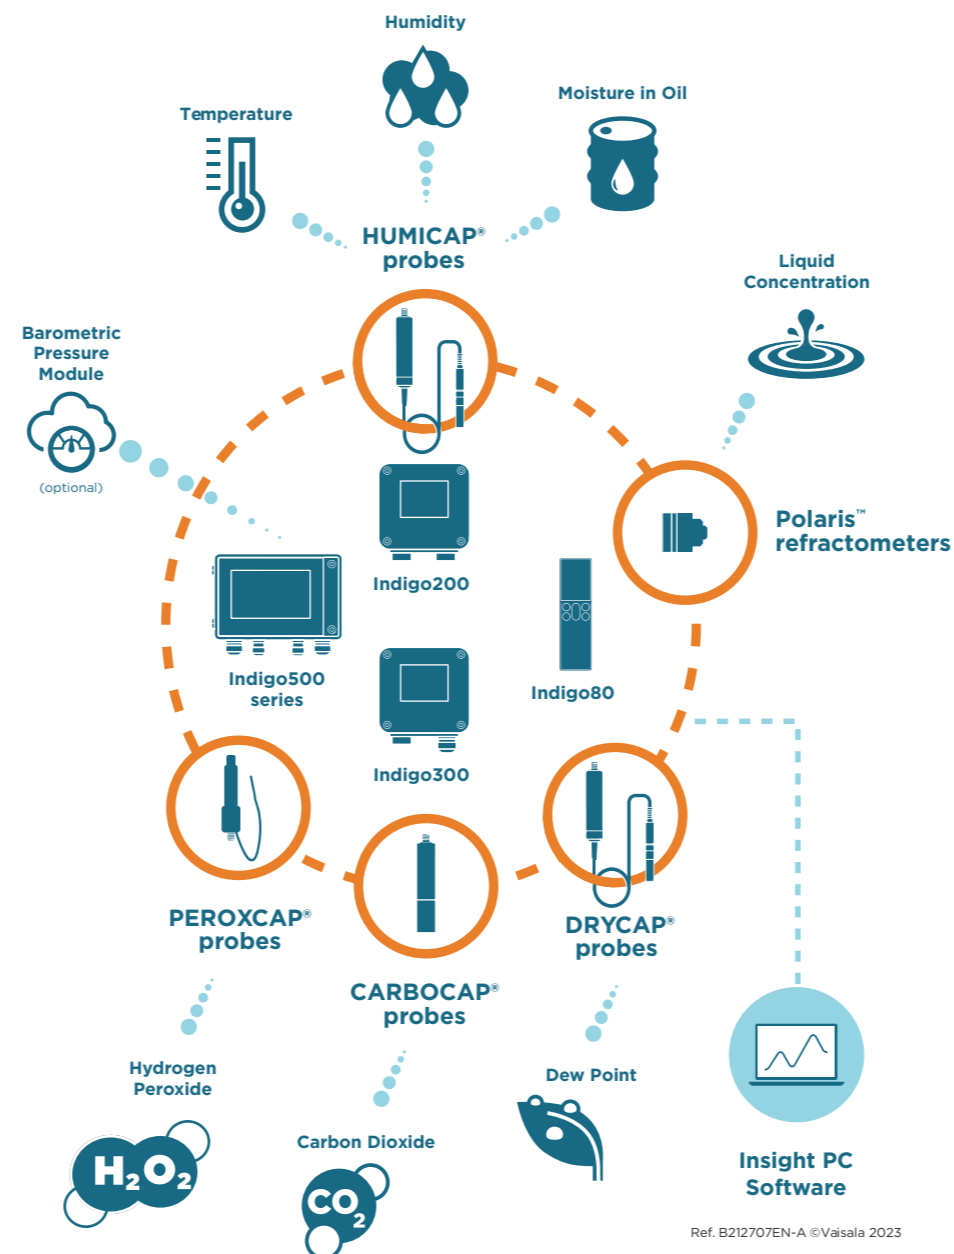 Humidity
Temperature
Moisture in Oil
HUMICAP®
probes
Liquid
Concentration
Barometric
Pressure
Module
(optional)
Polaris™
refractometers
Indigo200
Indigo500
series
Indigo80
Indigo300
PEROXCAP®
probes
DRYCAP®
probes
CARBOCAP®
probes
Hydrogen
Peroxide
H₂O₂
Carbon Dioxide
CO₂
Dew Point
Insight PC
Software
Ref. B212707EN-A ©Vaisala 2023